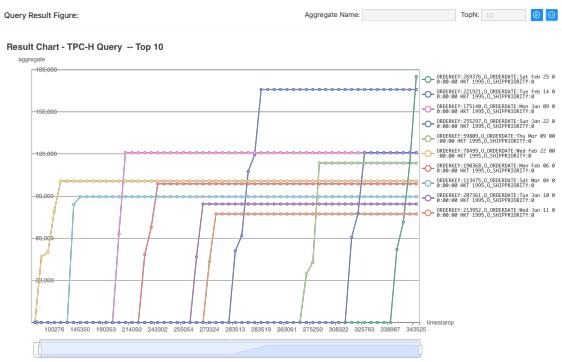 Query Result Figure:
Aggregate Name:
TopN: 10
Result Chart - TPC-H Query -- Top 10
aggregate
180,000
150,000
120,000
90,000
60,000
30,000
100276 145350 190363 214050 243002 255064 273324 283513 283519 263061 275250 308322 325763 338987 343525
timestamp
ORDERKEY:269376,O_ORDERDATE:Sat Feb 25 0
0:00:00 HKT 1995,O_SHIPPRIORITY:0
ORDERKEY:221921,O_ORDERDATE:Tue Feb 14 0
0:00:00 HKT 1995,O_SHIPPRIORITY:0
ORDERKEY:175140,O_ORDERDATE:Mon Jan 09 0
0:00:00 HKT 1995,O_SHIPPRIORITY:0
ORDERKEY:255297,O_ORDERDATE:Sun Jan 22 0
0:00:00 HKT 1995,O_SHIPPRIORITY:0
ORDERKEY:59809,O_ORDERDATE:Thu Mar 09 00
:00:00 HKT 1995,O_SHIPPRIORITY:0
ORDERKEY:78499,O_ORDERDATE:Wed Feb 22 00
:00:00 HKT 1995,O_SHIPPRIORITY:0
ORDERKEY:190368,O_ORDERDATE:Mon Feb 06 0
0:00:00 HKT 1995,O_SHIPPRIORITY:0
ORDERKEY:113475,O_ORDERDATE:Sat Mar 04 0
0:00:00 HKT 1995,O_SHIPPRIORITY:0
ORDERKEY:207361,O_ORDERDATE:Tue Jan 10 0
0:00:00 HKT 1995,O_SHIPPRIORITY:0
ORDERKEY:213952,O_ORDERDATE:Wed Jan 11 0
0:00:00 HKT 1995,O_SHIPPRIORITY:0